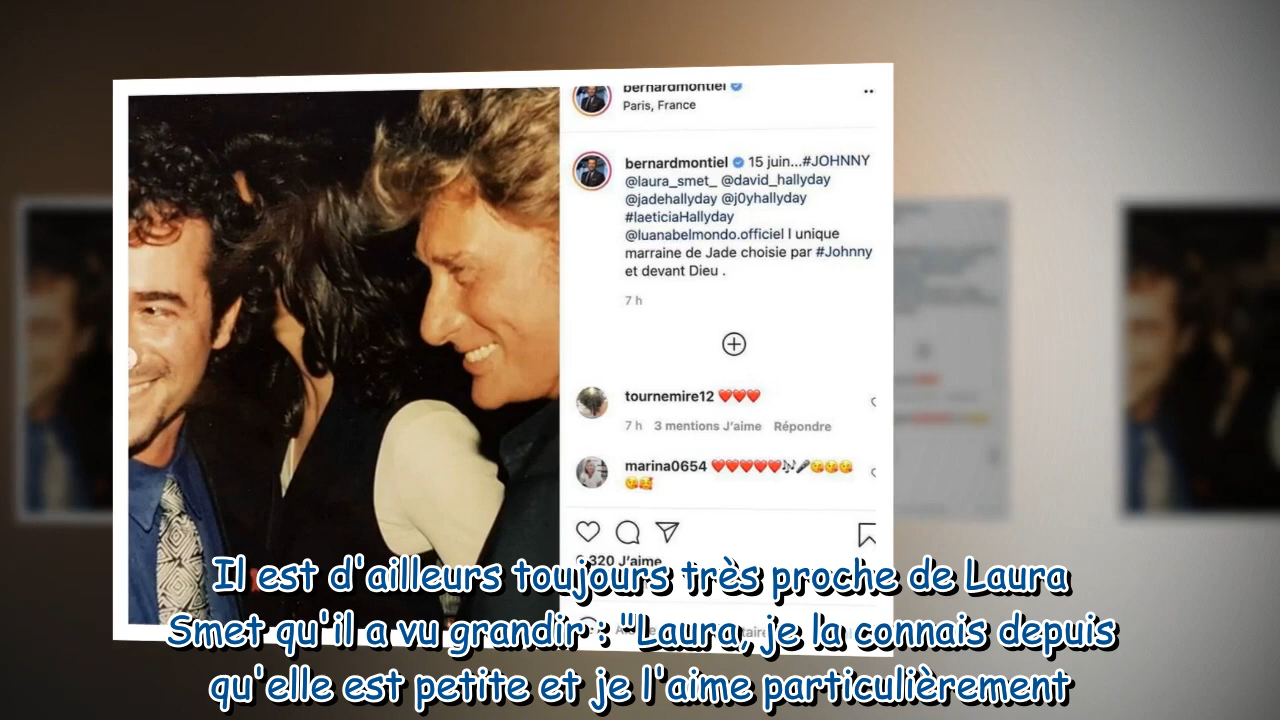 bernardmontiel
Paris, France
bernardmontiel 15 juin...#JOHNNY
@laura_smet_ @david_hallyday
@jadehallyday @j0yhallyday
#laeticiaHallyday
@luanabelmondo.officiel l unique
marraine de Jade choisie par #Johnny
et devant Dieu .
7 h
tournemire12 ❤️❤️❤️
7 h 3 mentions J'aime Répondre
marina0654 ❤️❤️❤️❤️❤️🎶🎤😘😘😘
😘🥰
320 J'aime
Il est d'ailleurs toujours très proche de Laura
Smet qu'il a vu grandir : "Laura, je la connais depuis
qu'elle est petite et je l'aime particulièrement